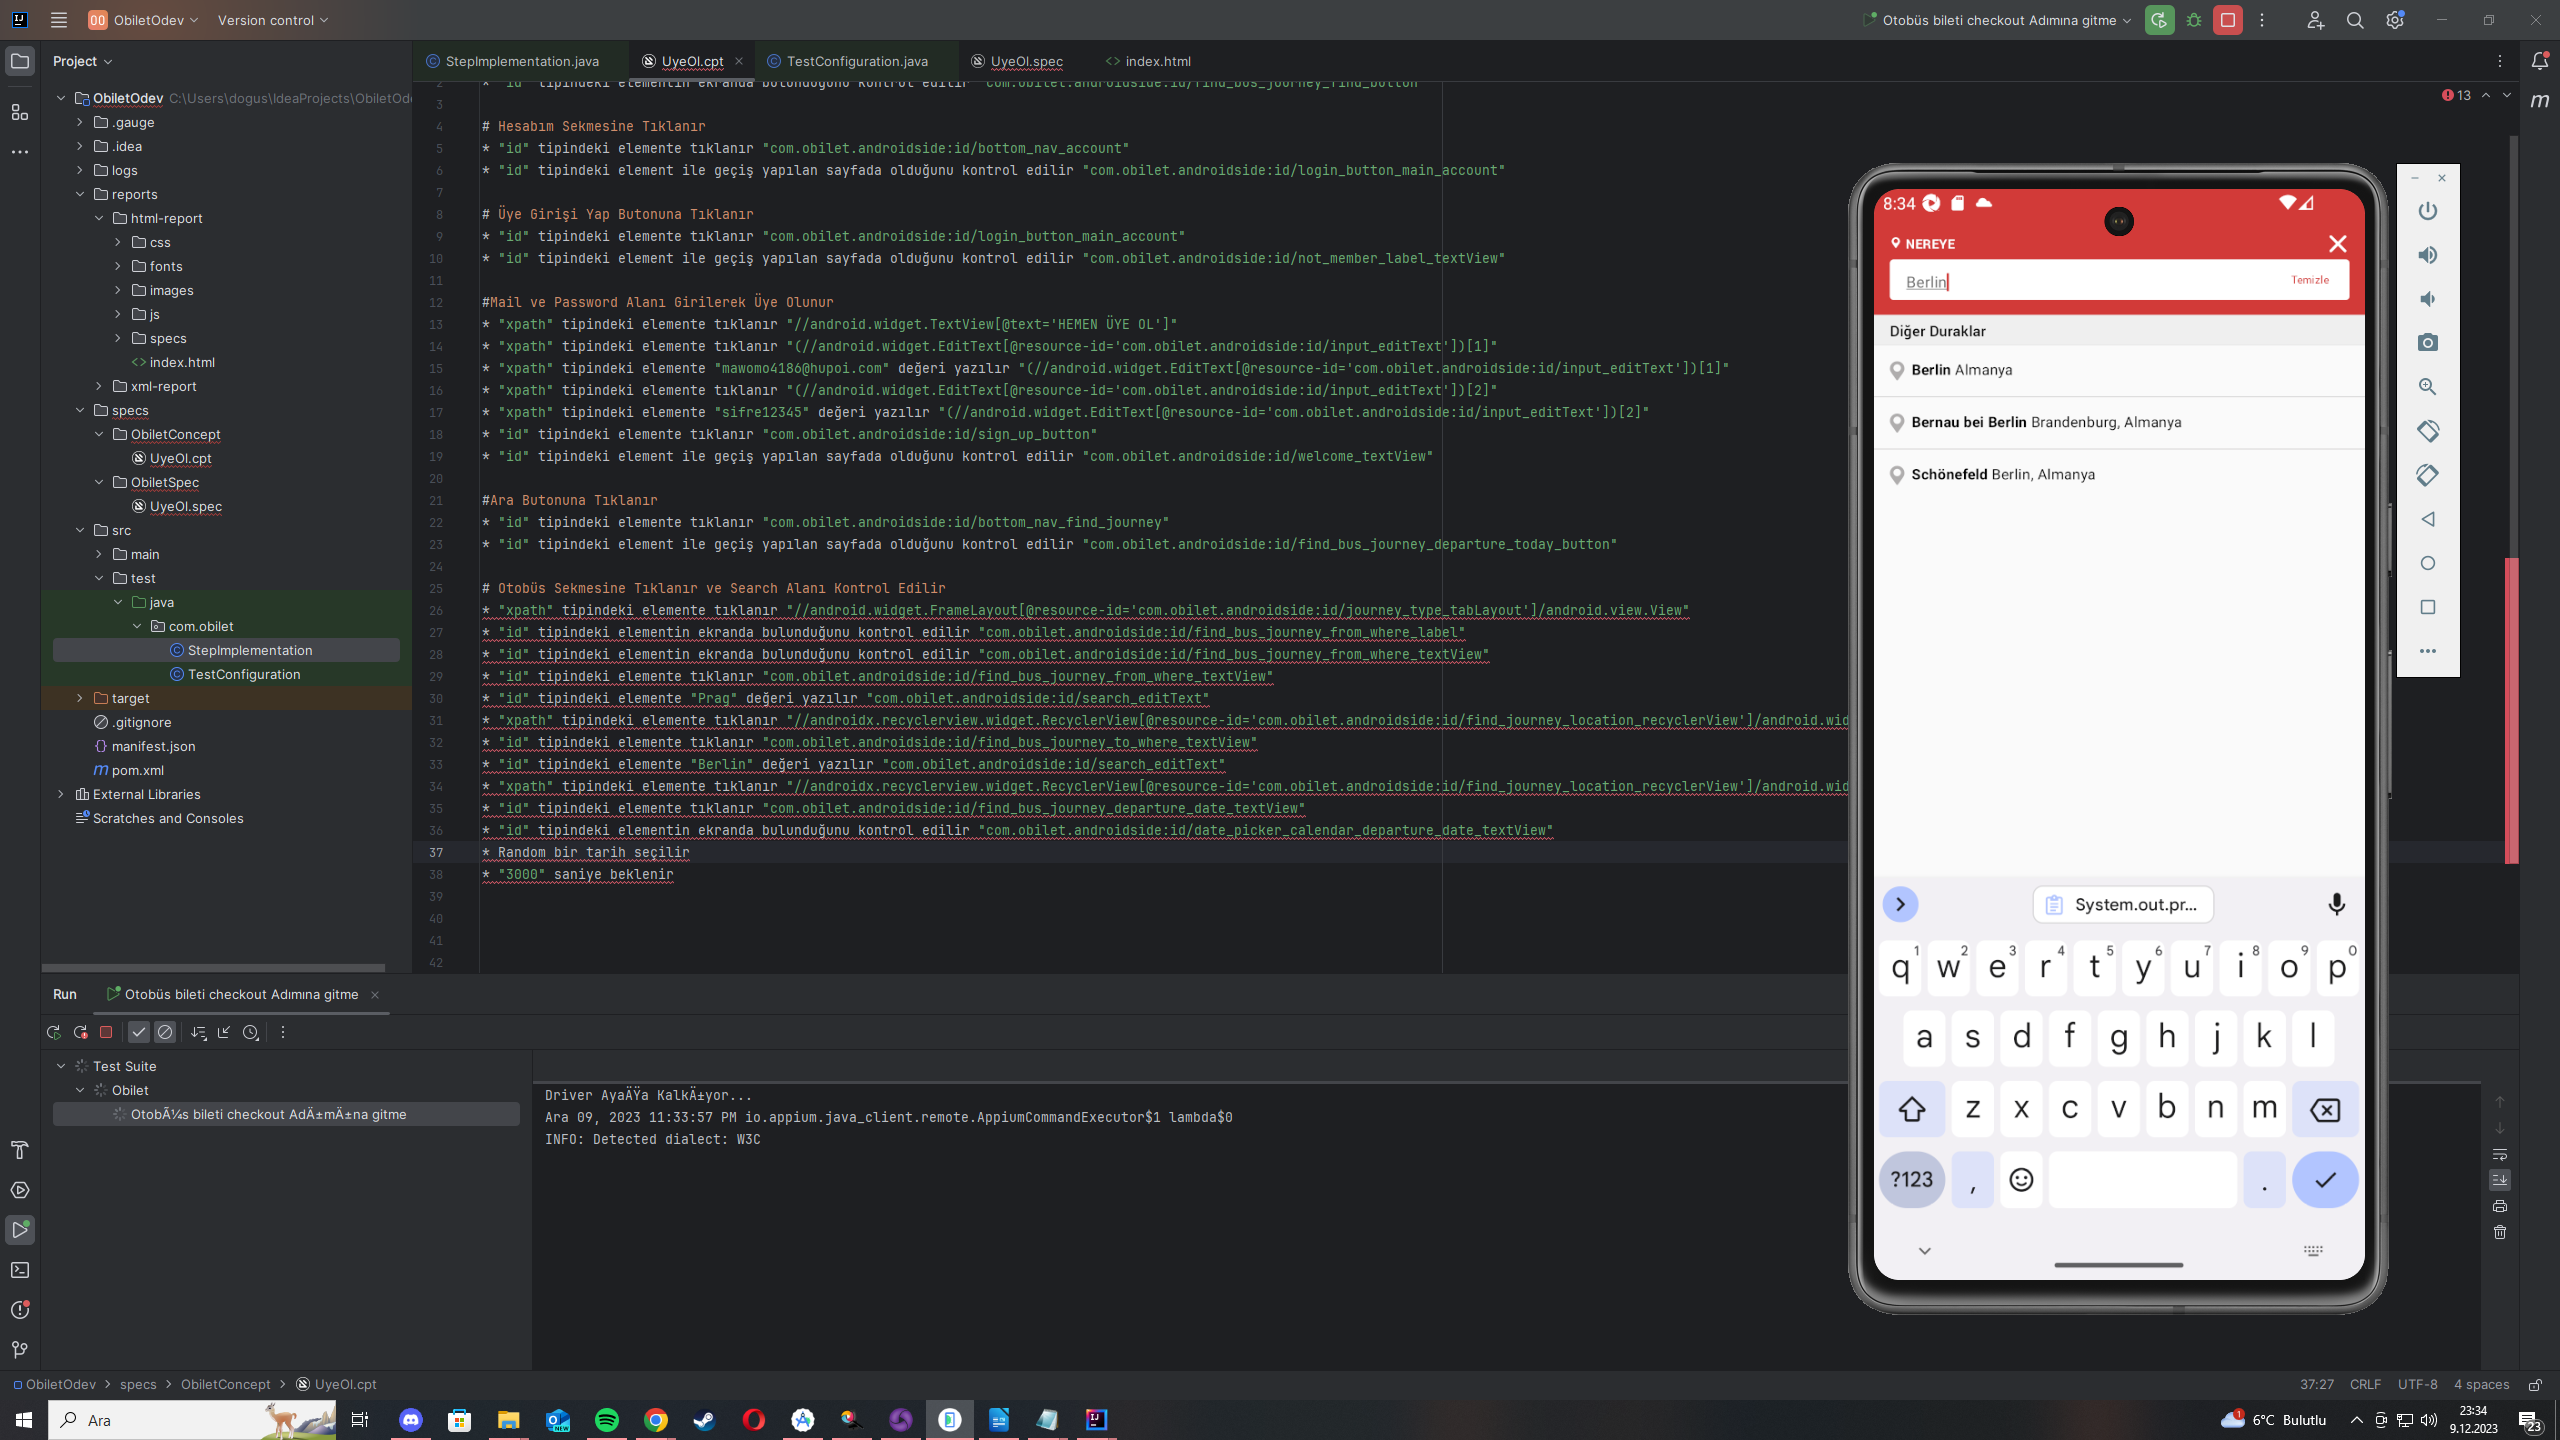 ObiletOdev
Version control
Otobüs bileti checkout Adımına gitme
Project
StepImplementation.java
UyeOl.cpt
TestConfiguration.java
UyeOl.spec
index.html
ObiletOdev C:\Users\dogus\IdeaProjects\ObiletOd
.gauge
.idea
logs
reports
html-report
css
fonts
images
js
specs
index.html
xml-report
specs
ObiletConcept
UyeOl.cpt
ObiletSpec
UyeOl.spec
src
main
test
java
com.obilet
StepImplementation
TestConfiguration
target
.gitignore
manifest.json
pom.xml
External Libraries
Scratches and Consoles
13
2 * "id" tipindeki elementin ekranda bulunduğunu kontrol edilir "com.obilet.androidside:id/find_bus_journey_find_button"
3
4 # Hesabım Sekmesine Tıklanır
5 * "id" tipindeki elemente tıklanır "com.obilet.androidside:id/bottom_nav_account"
6 * "id" tipindeki element ile geçiş yapılan sayfada olduğunu kontrol edilir "com.obilet.androidside:id/login_button_main_account"
7
8 # Üye Girişi Yap Butonuna Tıklanır
9 * "id" tipindeki elemente tıklanır "com.obilet.androidside:id/login_button_main_account"
10 * "id" tipindeki element ile geçiş yapılan sayfada olduğunu kontrol edilir "com.obilet.androidside:id/not_member_label_textView"
11
12 #Mail ve Password Alanı Girilerek Üye Olunur
13 * "xpath" tipindeki elemente tıklanır "//android.widget.TextView[@text='HEMEN ÜYE OL']"
14 * "xpath" tipindeki elemente tıklanır "(//android.widget.EditText[@resource-id='com.obilet.androidside:id/input_editText'])[1]"
15 * "xpath" tipindeki elemente "mawomo4186@hupoi.com" değeri yazılır "(//android.widget.EditText[@resource-id='com.obilet.androidside:id/input_editText'])[1]"
16 * "xpath" tipindeki elemente tıklanır "(//android.widget.EditText[@resource-id='com.obilet.androidside:id/input_editText'])[2]"
17 * "xpath" tipindeki elemente "sifre12345" değeri yazılır "(//android.widget.EditText[@resource-id='com.obilet.androidside:id/input_editText'])[2]"
18 * "id" tipindeki elemente tıklanır "com.obilet.androidside:id/sign_up_button"
19 * "id" tipindeki element ile geçiş yapılan sayfada olduğunu kontrol edilir "com.obilet.androidside:id/welcome_textView"
20
21 #Ara Butonuna Tıklanır
22 * "id" tipindeki elemente tıklanır "com.obilet.androidside:id/bottom_nav_find_journey"
23 * "id" tipindeki element ile geçiş yapılan sayfada olduğunu kontrol edilir "com.obilet.androidside:id/find_bus_journey_departure_today_button"
24
25 # Otobüs Sekmesine Tıklanır ve Search Alanı Kontrol Edilir
26 * "xpath" tipindeki elemente tıklanır "//android.widget.FrameLayout[@resource-id='com.obilet.androidside:id/journey_type_tabLayout']/android.view.View"
27 * "id" tipindeki elementin ekranda bulunduğunu kontrol edilir "com.obilet.androidside:id/find_bus_journey_from_where_label"
28 * "id" tipindeki elementin ekranda bulunduğunu kontrol edilir "com.obilet.androidside:id/find_bus_journey_from_where_textView"
29 * "id" tipindeki elemente tıklanır "com.obilet.androidside:id/find_bus_journey_from_where_textView"
30 * "id" tipindeki elemente "Prag" değeri yazılır "com.obilet.androidside:id/search_editText"
31 * "xpath" tipindeki elemente tıklanır "//androidx.recyclerview.widget.RecyclerView[@resource-id='com.obilet.androidside:id/find_journey_location_recyclerView']/android.wid
32 * "id" tipindeki elemente tıklanır "com.obilet.androidside:id/find_bus_journey_to_where_textView"
33 * "id" tipindeki elemente "Berlin" değeri yazılır "com.obilet.androidside:id/search_editText"
34 * "xpath" tipindeki elemente tıklanır "//androidx.recyclerview.widget.RecyclerView[@resource-id='com.obilet.androidside:id/find_journey_location_recyclerView']/android.wid
35 * "id" tipindeki elemente tıklanır "com.obilet.androidside:id/find_bus_journey_departure_date_textView"
36 * "id" tipindeki elementin ekranda bulunduğunu kontrol edilir "com.obilet.androidside:id/date_picker_calendar_departure_date_textView"
37 * Random bir tarih seçilir
38 * "3000" saniye beklenir
39
40
41
42
8:34
NEREYE
Berlin
Temizle
Diğer Duraklar
Berlin Almanya
Bernau bei Berlin Brandenburg, Almanya
Schönefeld Berlin, Almanya
System.out.pr...
q1 w2 e3 r4 t5 y6 u7 i8 o9 p0
a s d f g h j k l
z x c v b n m
?123 , .
Run
Otobüs bileti checkout Adımına gitme
Test Suite
Obilet
OtobÃ¼s bileti checkout AdÄ±mÄ±na gitme
Driver AyaÄŸa KalkÄ±yor...
Ara 09, 2023 11:33:57 PM io.appium.java_client.remote.AppiumCommandExecutor$1 lambda$0
INFO: Detected dialect: W3C
ObiletOdev > specs > ObiletConcept > UyeOl.cpt
37:27
CRLF
UTF-8
4 spaces
Ara
NEW
1
6°C Bulutlu
23:34
9.12.2023
23